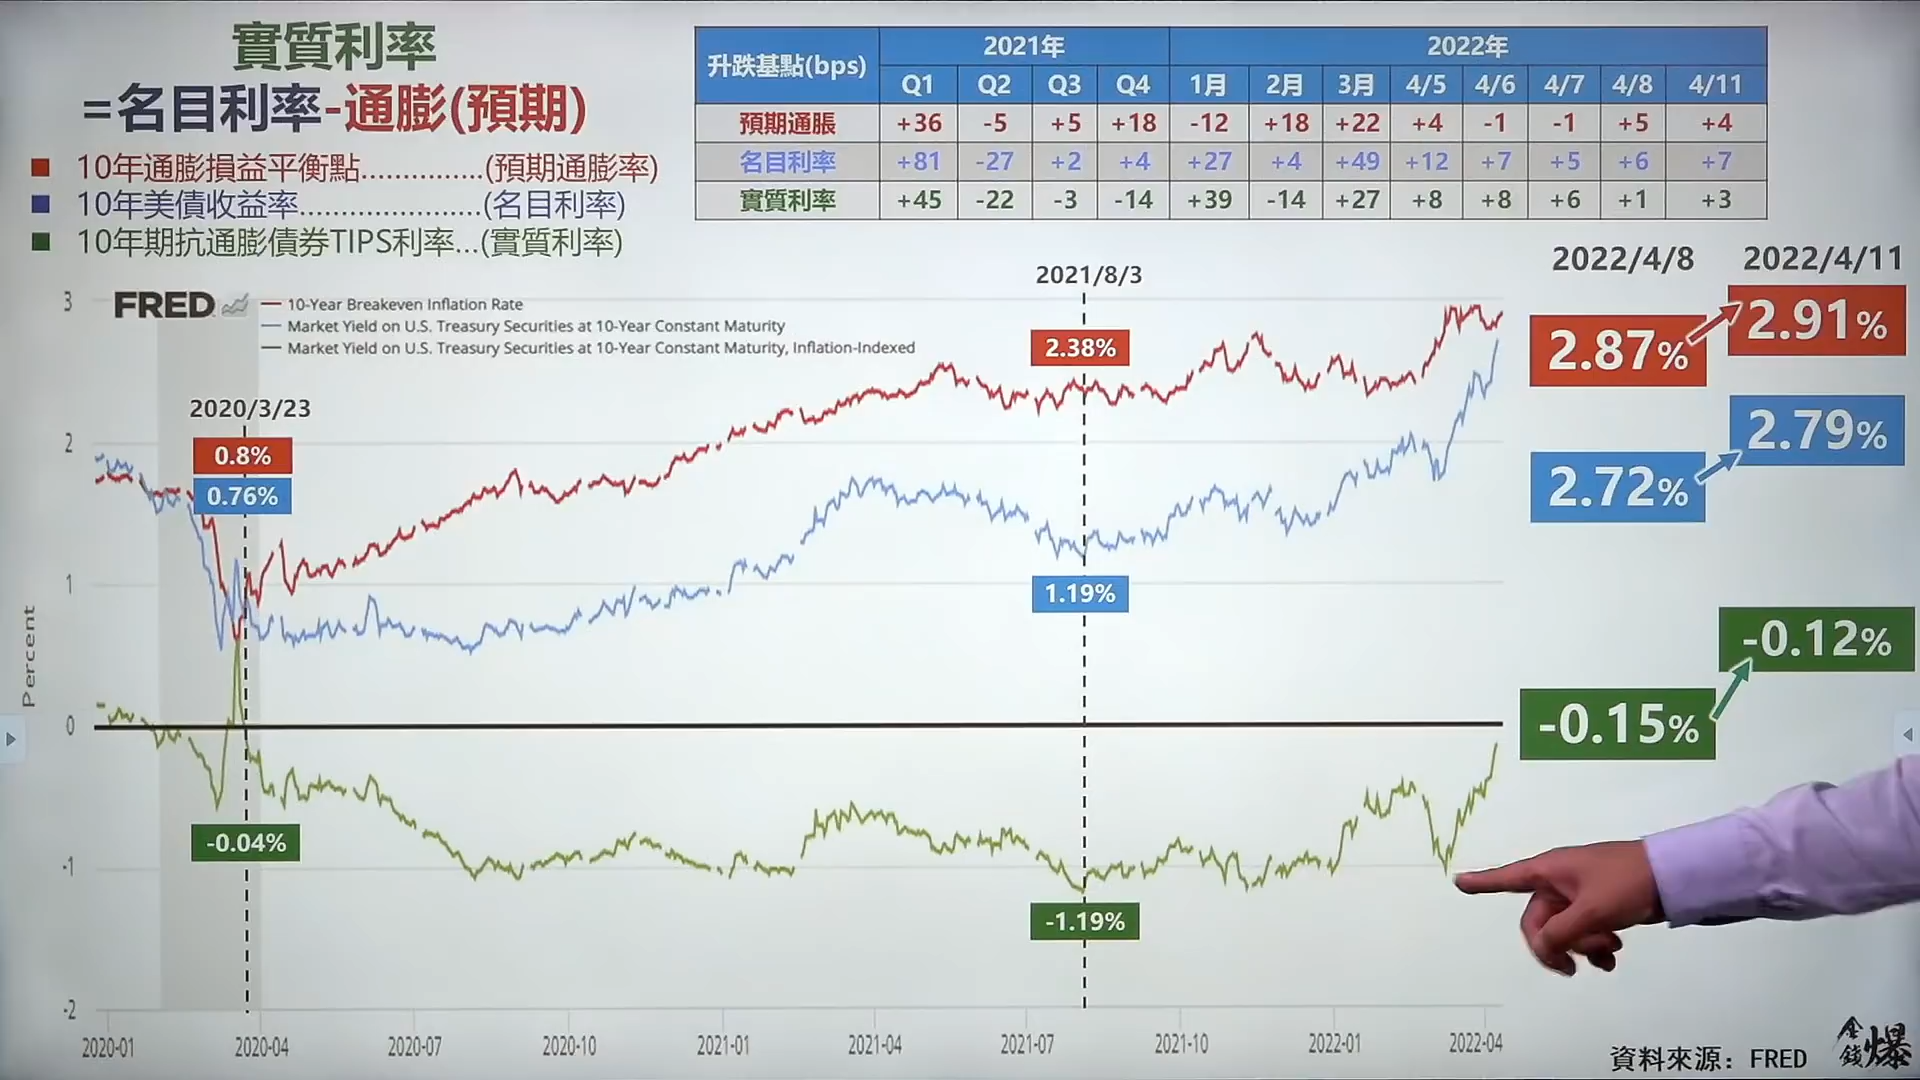 實質利率
=名目利率-通膨(預期)
10年通膨損益平衡點...............(預期通膨率)
10年美債收益率......................(名目利率)
10年期抗通膨債券TIPS利率...(實質利率)
升跌基點(bps) 2021年 2022年
Q1 Q2 Q3 Q4 1月 2月 3月 4/5 4/6 4/7 4/8 4/11
預期通脹 +36 -5 +5 +18 -12 +18 +22 +4 -1 -1 +5 +4
名目利率 +81 -27 +2 +4 +27 +4 +49 +12 +7 +5 +6 +7
實質利率 +45 -22 -3 -14 +39 -14 +27 +8 +8 +6 +1 +3
2022/4/8 2022/4/11
2.87% 2.91%
2.72% 2.79%
-0.15% -0.12%
FRED
10-Year Breakeven Inflation Rate
Market Yield on U.S. Treasury Securities at 10-Year Constant Maturity
Market Yield on U.S. Treasury Securities at 10-Year Constant Maturity, Inflation-Indexed
2020/3/23
0.8%
0.76%
-0.04%
2021/8/3
2.38%
1.19%
-1.19%
Percent
3
2
1
0
-1
-2
2020-01 2020-04 2020-07 2020-10 2021-01 2021-04 2021-07 2021-10 2022-01 2022-04
資料來源：FRED
金錢爆